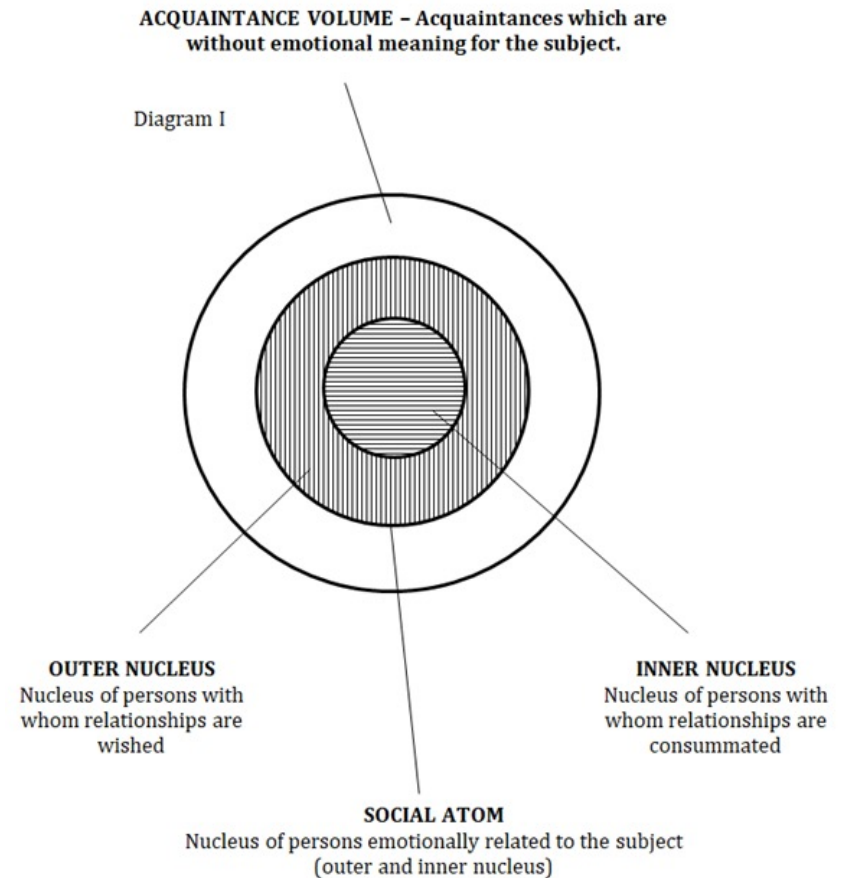 ACQUAINTANCE VOLUME – Acquaintances which are
without emotional meaning for the subject.
Diagram I
OUTER NUCLEUS
Nucleus of persons with
whom relationships are
wished
INNER NUCLEUS
Nucleus of persons with
whom relationships are
consummated
SOCIAL ATOM
Nucleus of persons emotionally related to the subject
(outer and inner nucleus)